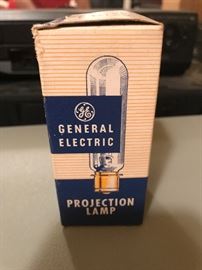 GE
GENERAL
ELECTRIC
PROJECTION
LAMP